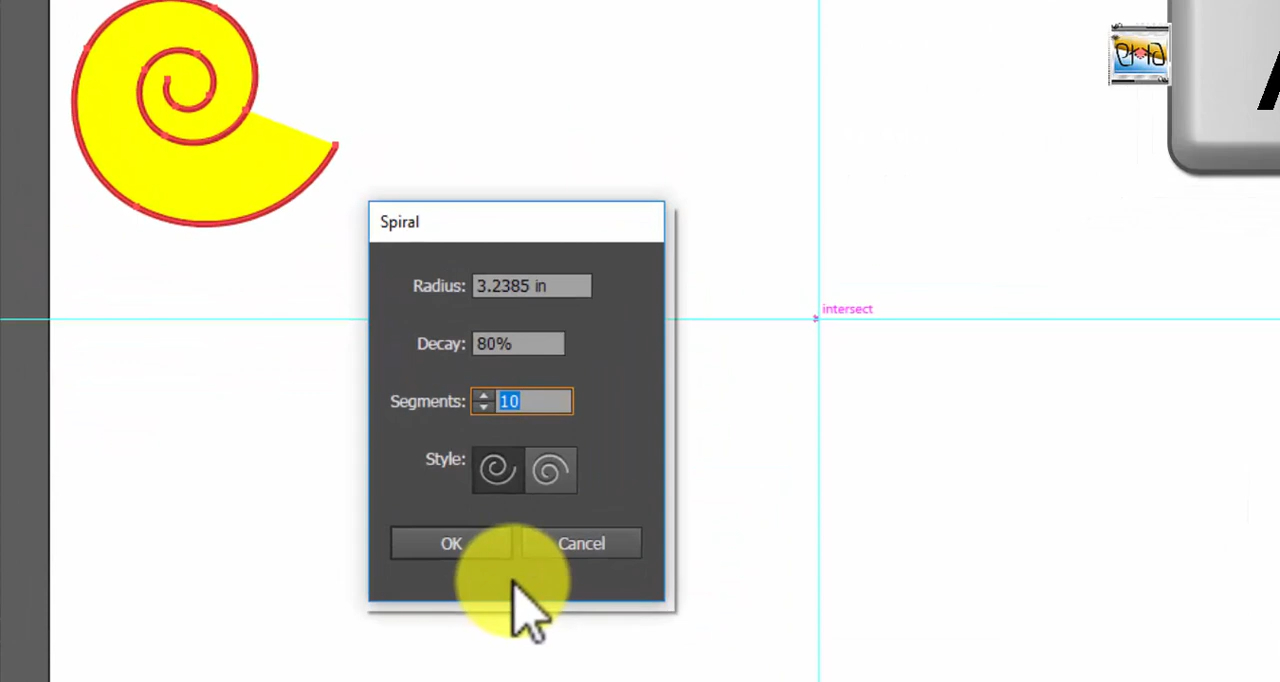 Spiral
Radius: 3.2385 in
intersect
Decay: 80%
Segments: 10
Style:
OK Cancel